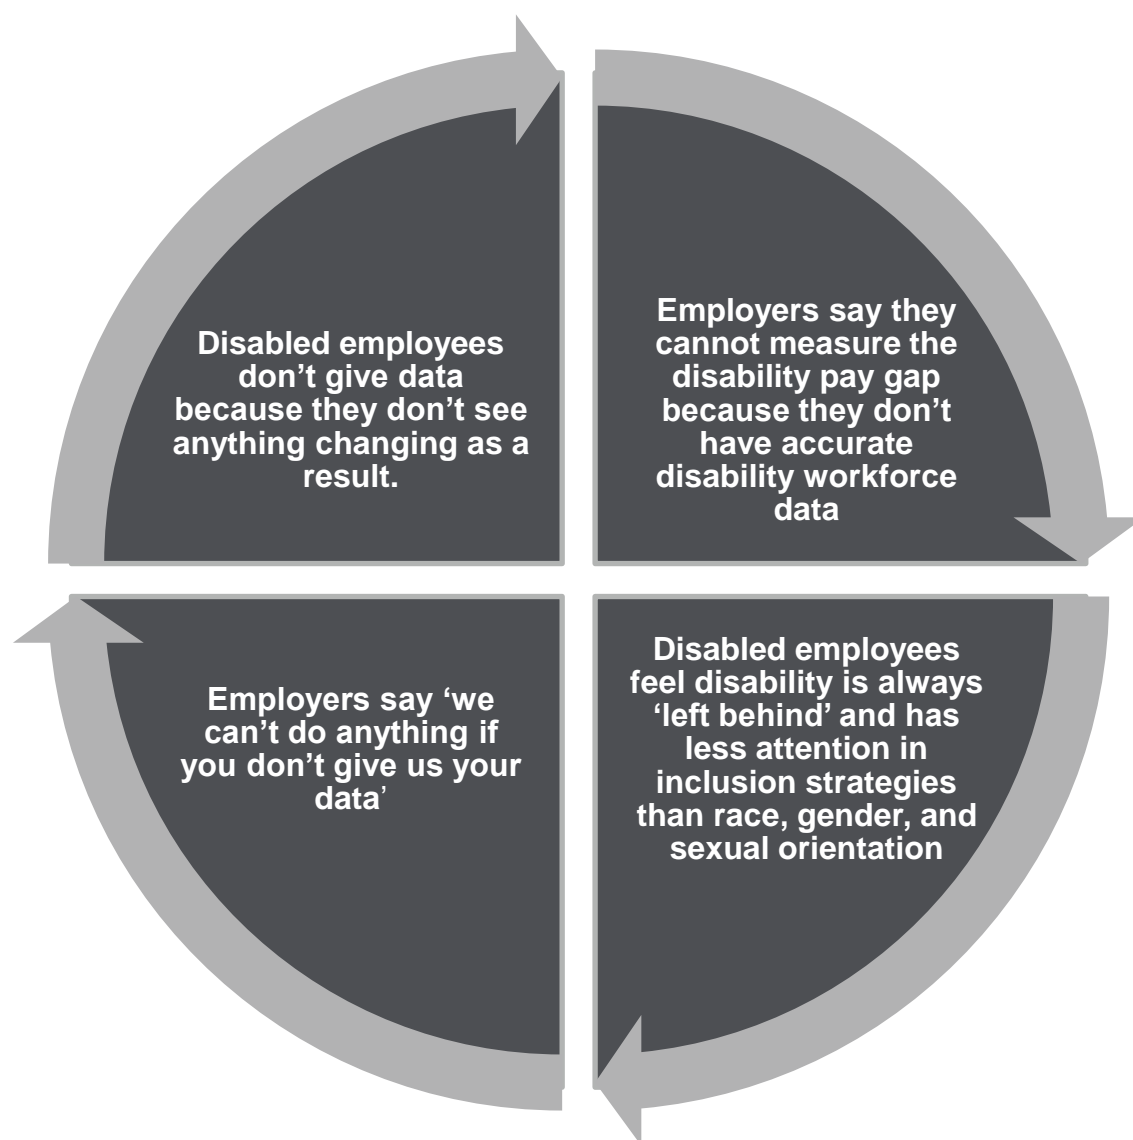 Disabled employees
don’t give data
because they don’t see
anything changing as a
result.
Employers say they
cannot measure the
disability pay gap
because they don’t
have accurate
disability workforce
data
Employers say ‘we
can’t do anything if
you don’t give us your
data’
Disabled employees
feel disability is always
‘left behind’ and has
less attention in
inclusion strategies
than race, gender, and
sexual orientation